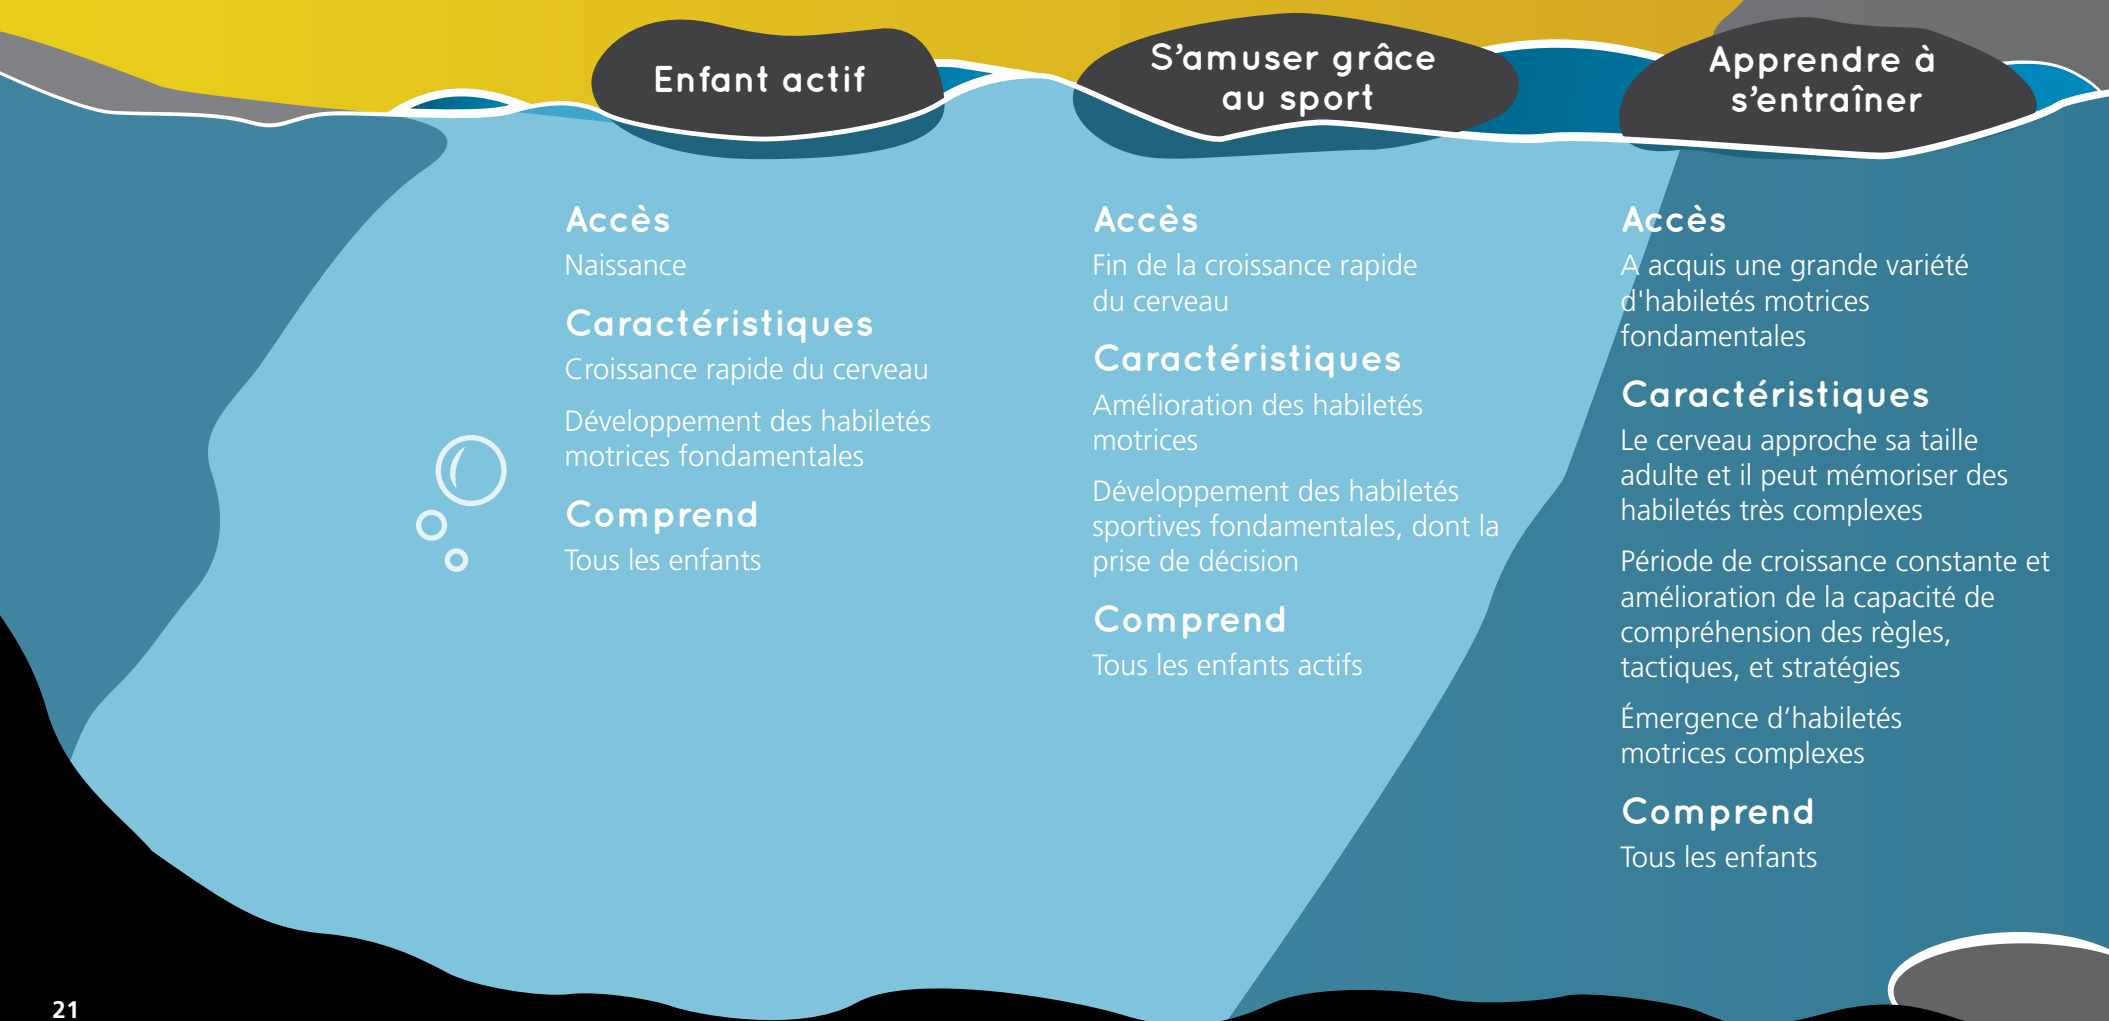 Enfant actif
Accès
Naissance
Caractéristiques
Croissance rapide du cerveau
Développement des habiletés
motrices fondamentales
Comprend
Tous les enfants
S’amuser grâce
au sport
Accès
Fin de la croissance rapide
du cerveau
Caractéristiques
Amélioration des habiletés
motrices
Développement des habiletés
sportives fondamentales, dont la
prise de décision
Comprend
Tous les enfants actifs
Apprendre à
s’entraîner
Accès
A acquis une grande variété
d'habiletés motrices
fondamentales
Caractéristiques
Le cerveau approche sa taille
adulte et il peut mémoriser des
habiletés très complexes
Période de croissance constante et
amélioration de la capacité de
compréhension des règles,
tactiques, et stratégies
Émergence d’habiletés
motrices complexes
Comprend
Tous les enfants
21